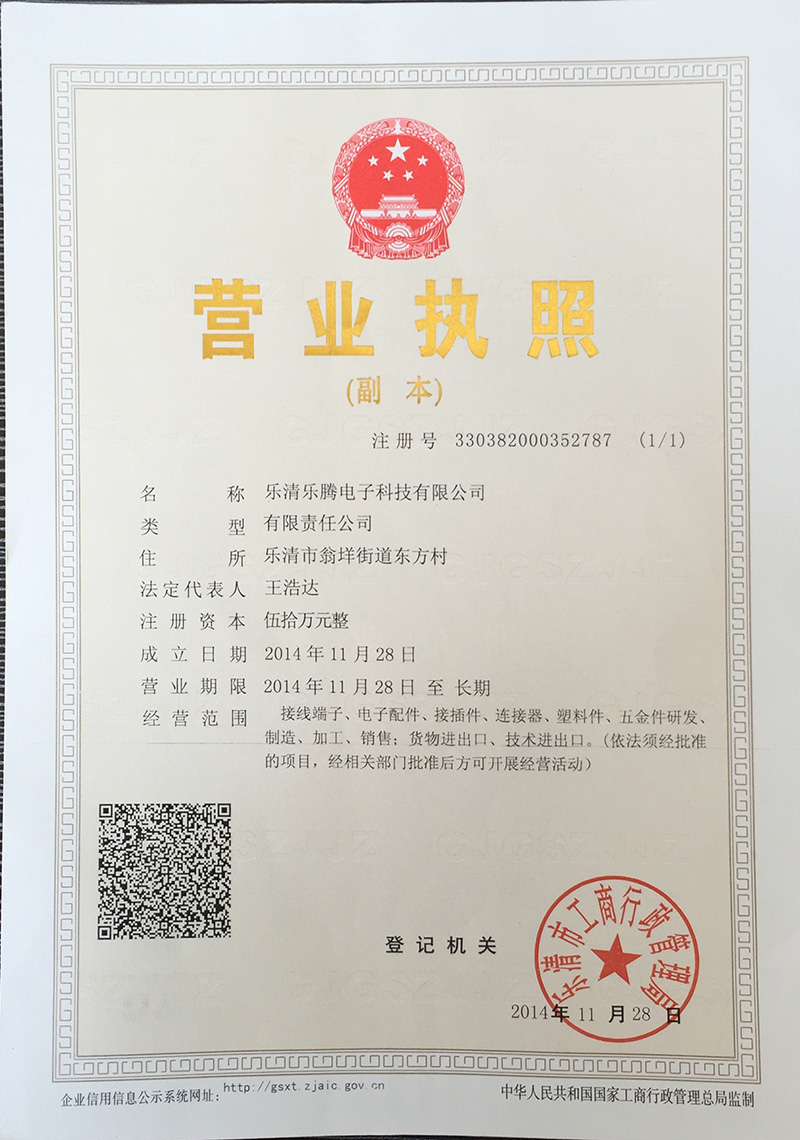 营业执照
(副 本)
注册号 330382000352787 (1/1)
名 称 乐清乐腾电子科技有限公司
类 型 有限责任公司
住 所 乐清市翁垟街道东方村
法定代表人 王浩达
注册资本 伍拾万元整
成立日期 2014年11月28日
营业期限 2014年11月28日 至 长期
经营范围 接线端子、电子配件、接插件、连接器、塑料件、五金件研发、
制造、加工、销售；货物进出口、技术进出口。(依法须经批准
的项目，经相关部门批准后方可开展经营活动)
登记机关
乐清市工商行政管理局
2014年 11 月 28 日
企业信用信息公示系统网址：http://gsxt.zjaic.gov.cn
中华人民共和国国家工商行政管理总局监制